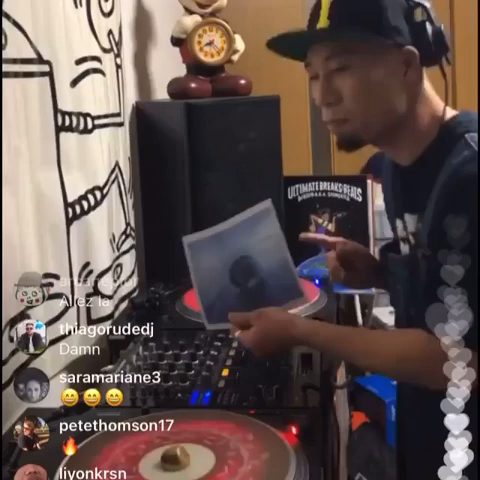 ULTIMATE BREAKS & BEATS
Allez la
thiagorudedj
Damn
saramariane3
😄😄😄
petethomson17
🔥
liyonkrsn